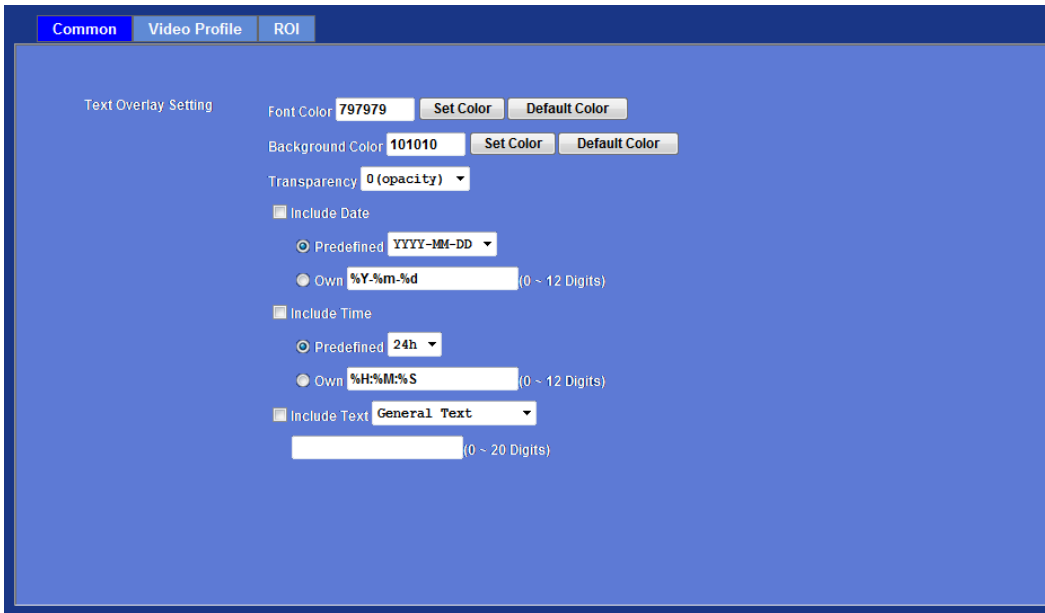 Common Video Profile ROI
Text Overlay Setting Font Color 797979 Set Color Default Color
Background Color 101010 Set Color Default Color
Transparency 0(opacity)
Include Date
Predefined YYYY-MM-DD
Own %Y-%m-%d (0 ~ 12 Digits)
Include Time
Predefined 24h
Own %H:%M:%S (0 ~ 12 Digits)
Include Text General Text
(0 ~ 20 Digits)